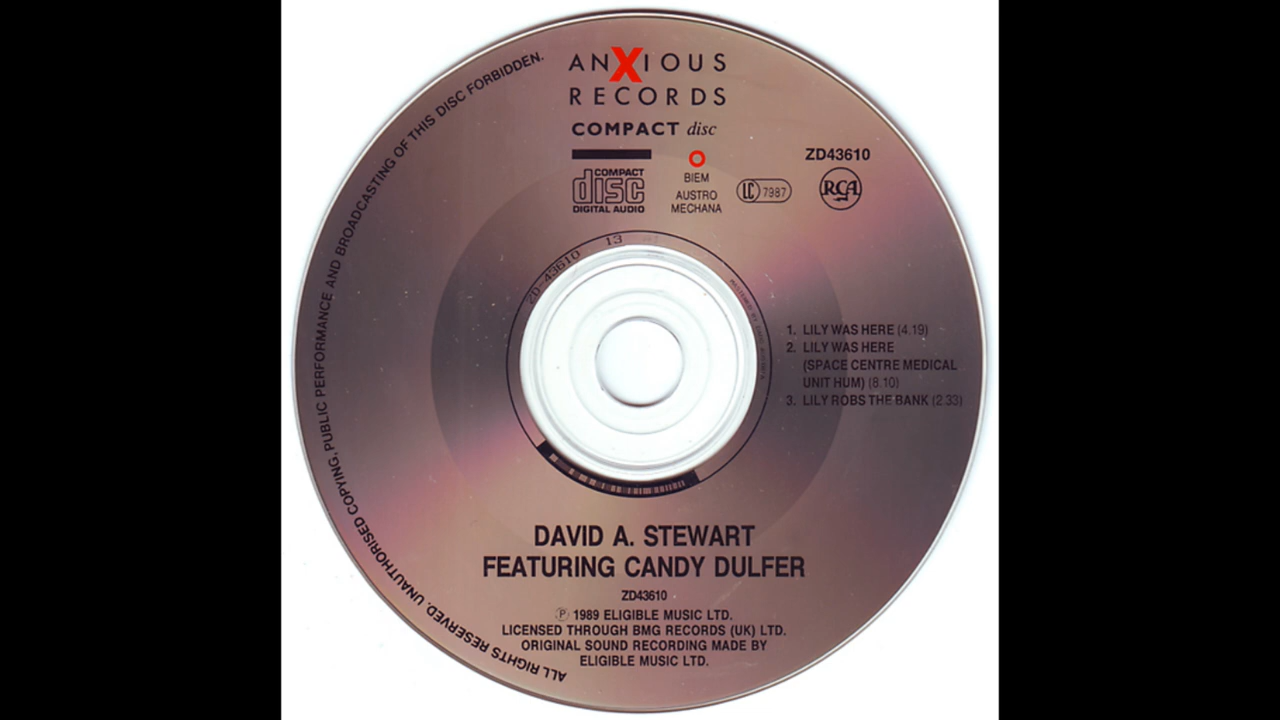 ANXIOUS
RECORDS
COMPACT disc
COMPACT
disc
DIGITAL AUDIO
BIEM
AUSTRO
MECHANA
LC 7987
ZD43610
RCA
ZD-43610 13
1. LILY WAS HERE (4.19)
2. LILY WAS HERE
(SPACE CENTRE MEDICAL
UNIT HUM) (8.10)
3. LILY ROBS THE BANK (2.33)
DAVID A. STEWART
FEATURING CANDY DULFER
ZD43610
Ⓟ 1989 ELIGIBLE MUSIC LTD.
LICENSED THROUGH BMG RECORDS (UK) LTD.
ORIGINAL SOUND RECORDING MADE BY
ELIGIBLE MUSIC LTD.
ALL RIGHTS RESERVED. UNAUTHORISED COPYING, PUBLIC PERFORMANCE AND BROADCASTING OF THIS DISC FORBIDDEN.